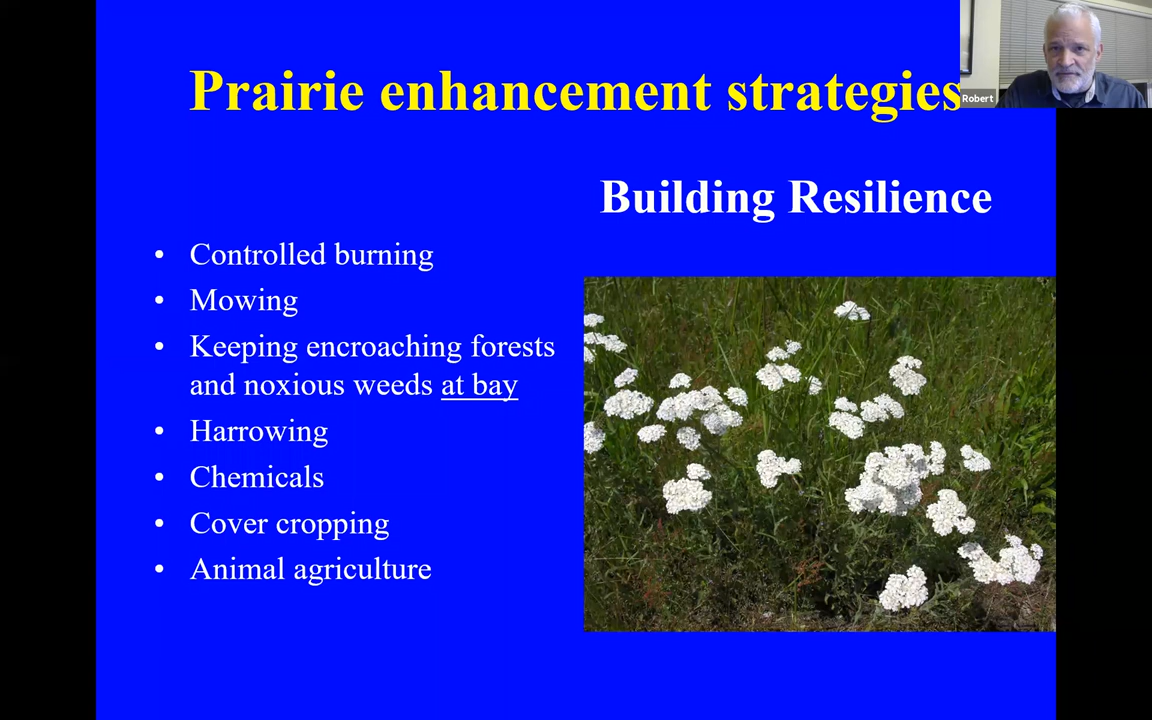 Prairie enhancement strategies
Robert
Building Resilience
• Controlled burning
• Mowing
• Keeping encroaching forests
and noxious weeds at bay
• Harrowing
• Chemicals
• Cover cropping
• Animal agriculture